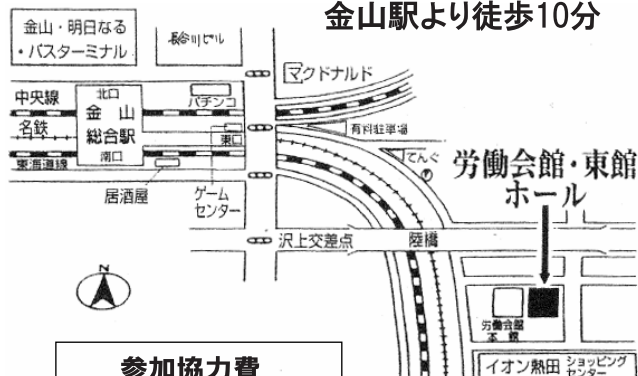 金山駅より徒歩10分
金山・明日なる
・バスターミナル
長谷川ビル
マクドナルド
中央線
北口
パチンコ
金山
総合駅
名鉄
東口
有料駐車場
南口
東海道線
てんぐ
労働会館・東館
ホール
居酒屋
ゲーム
センター
沢上交差点
陸橋
N
労働会館
本館
参加協力費
イオン熱田 ショッピング
センター